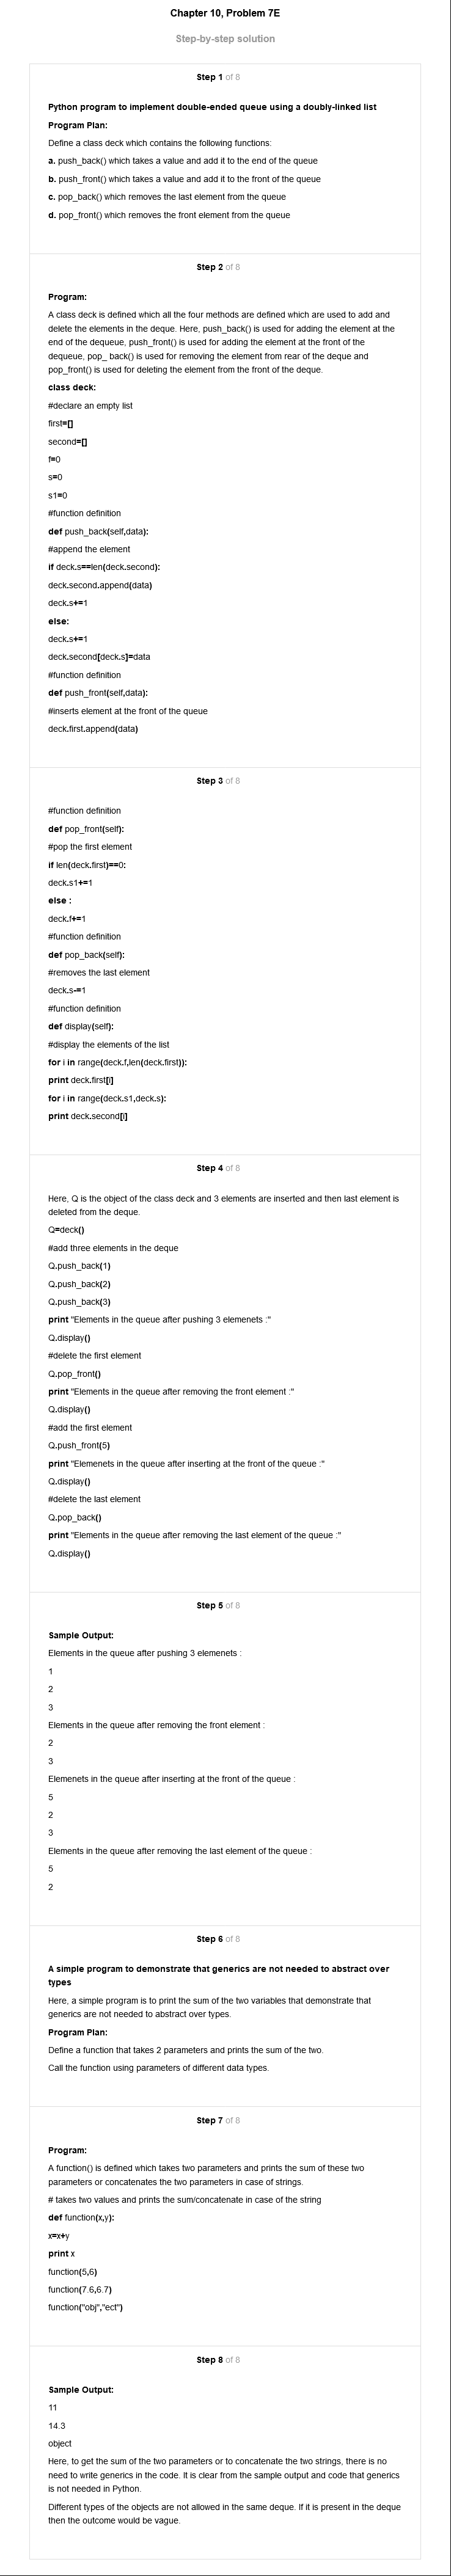 Chapter 10, Problem 7E
Step-by-step solution
Step 1 of 8
Python program to implement double-ended queue using a doubly-linked list
Program Plan:
Define a class deck which contains the following functions:
a. push_back() which takes a value and add it to the end of the queue
b. push_front() which takes a value and add it to the front of the queue
c. pop_back() which removes the last element from the queue
d. pop_front() which removes the front element from the queue
Step 2 of 8
Program:
A class deck is defined which all the four methods are defined which are used to add and
delete the elements in the deque. Here, push_back() is used for adding the element at the
end of the dequeue, push_front() is used for adding the element at the front of the
dequeue, pop_ back() is used for removing the element from rear of the deque and
pop_front() is used for deleting the element from the front of the deque.
class deck:
#declare an empty list
first=[]
second=[]
f=0
s=0
s1=0
#function definition
def push_back(self,data):
#append the element
if deck.s==len(deck.second):
deck.second.append(data)
deck.s+=1
else:
deck.s+=1
deck.second[deck.s]=data
#function definition
def push_front(self,data):
#inserts element at the front of the queue
deck.first.append(data)
Step 3 of 8
#function definition
def pop_front(self):
#pop the first element
if len(deck.first)==0:
deck.s1+=1
else :
deck.f+=1
#function definition
def pop_back(self):
#removes the last element
deck.s-=1
#function definition
def display(self):
#display the elements of the list
for i in range(deck.f,len(deck.first)):
print deck.first[i]
for i in range(deck.s1,deck.s):
print deck.second[i]
Step 4 of 8
Here, Q is the object of the class deck and 3 elements are inserted and then last element is
deleted from the deque.
Q=deck()
#add three elements in the deque
Q.push_back(1)
Q.push_back(2)
Q.push_back(3)
print "Elements in the queue after pushing 3 elemenets :"
Q.display()
#delete the first element
Q.pop_front()
print "Elements in the queue after removing the front element :"
Q.display()
#add the first element
Q.push_front(5)
print "Elemenets in the queue after inserting at the front of the queue :"
Q.display()
#delete the last element
Q.pop_back()
print "Elements in the queue after removing the last element of the queue :"
Q.display()
Step 5 of 8
Sample Output:
Elements in the queue after pushing 3 elemenets :
1
2
3
Elements in the queue after removing the front element :
2
3
Elemenets in the queue after inserting at the front of the queue :
5
2
3
Elements in the queue after removing the last element of the queue :
5
2
Step 6 of 8
A simple program to demonstrate that generics are not needed to abstract over
types
Here, a simple program is to print the sum of the two variables that demonstrate that
generics are not needed to abstract over types.
Program Plan:
Define a function that takes 2 parameters and prints the sum of the two.
Call the function using parameters of different data types.
Step 7 of 8
Program:
A function() is defined which takes two parameters and prints the sum of these two
parameters or concatenates the two parameters in case of strings.
# takes two values and prints the sum/concatenate in case of the string
def function(x,y):
x=x+y
print x
function(5,6)
function(7.6,6.7)
function("obj","ect")
Step 8 of 8
Sample Output:
11
14.3
object
Here, to get the sum of the two parameters or to concatenate the two strings, there is no
need to write generics in the code. It is clear from the sample output and code that generics
is not needed in Python.
Different types of the objects are not allowed in the same deque. If it is present in the deque
then the outcome would be vague.